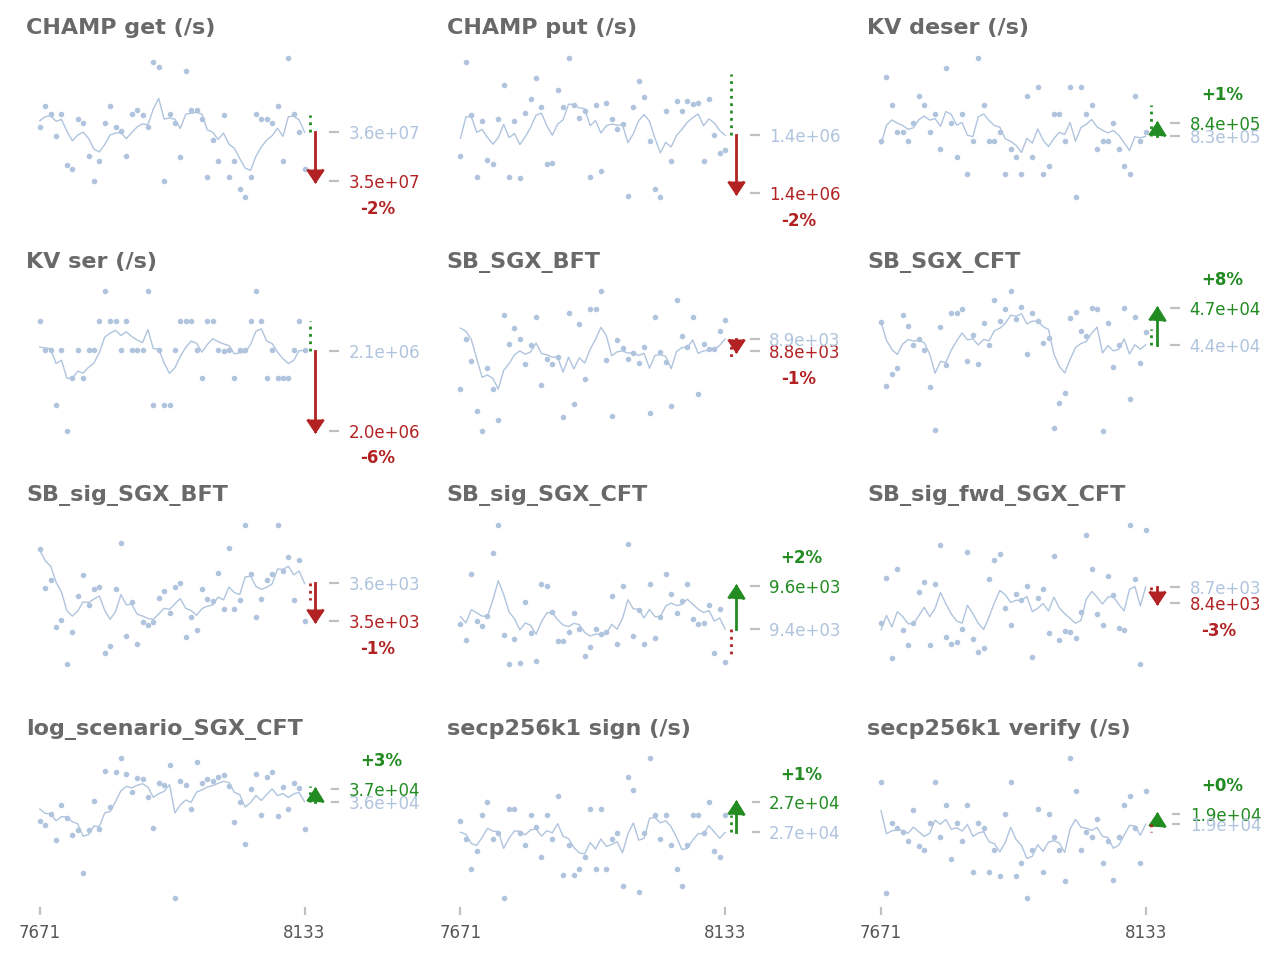 CHAMP get (/s)
3.6e+07
3.5e+07
-2%
CHAMP put (/s)
1.4e+06
1.4e+06
-2%
KV deser (/s)
+1%
8.4e+05
8.3e+05
KV ser (/s)
2.1e+06
2.0e+06
-6%
SB_SGX_BFT
8.9e+03
8.8e+03
-1%
SB_SGX_CFT
+8%
4.7e+04
4.4e+04
SB_sig_SGX_BFT
3.6e+03
3.5e+03
-1%
SB_sig_SGX_CFT
+2%
9.6e+03
9.4e+03
SB_sig_fwd_SGX_CFT
8.7e+03
8.4e+03
-3%
log_scenario_SGX_CFT
+3%
3.7e+04
3.6e+04
7671
8133
secp256k1 sign (/s)
+1%
2.7e+04
2.7e+04
7671
8133
secp256k1 verify (/s)
+0%
1.9e+04
1.9e+04
7671
8133